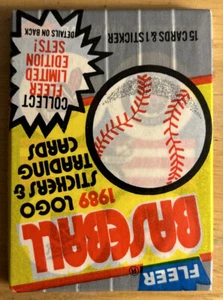 FLEER®
BASEBALL
1989 LOGO
STICKERS &
TRADING
CARDS
COLLECT
FLEER
LIMITED
EDITION
SETS!
DETAILS ON BACK
15 CARDS & 1 STICKER